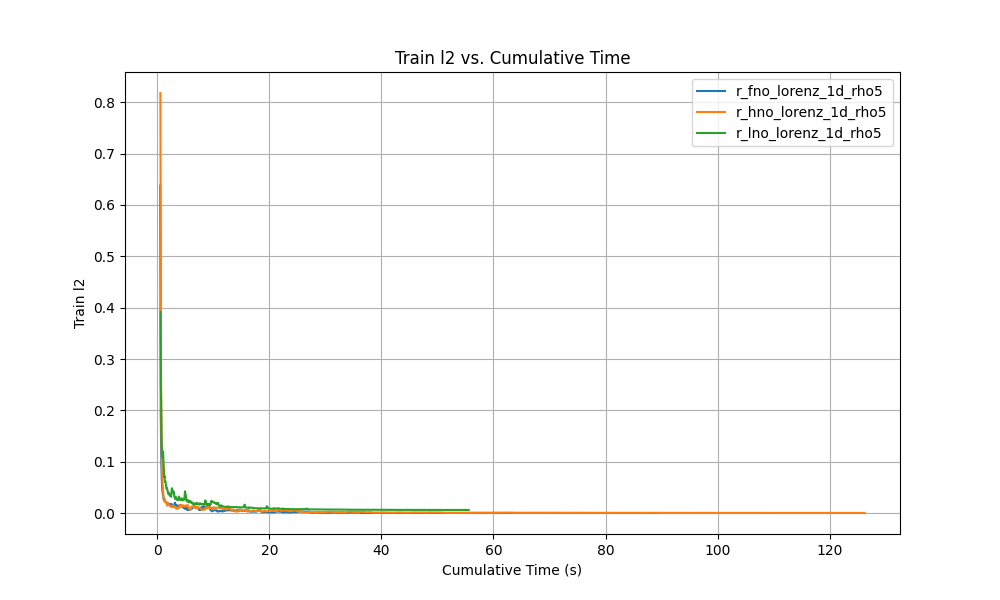 Train l2 vs. Cumulative Time
r_fno_lorenz_1d_rho5
r_hno_lorenz_1d_rho5
r_lno_lorenz_1d_rho5
Train l2
0.8
0.7
0.6
0.5
0.4
0.3
0.2
0.1
0.0
0 20 40 60 80 100 120
Cumulative Time (s)